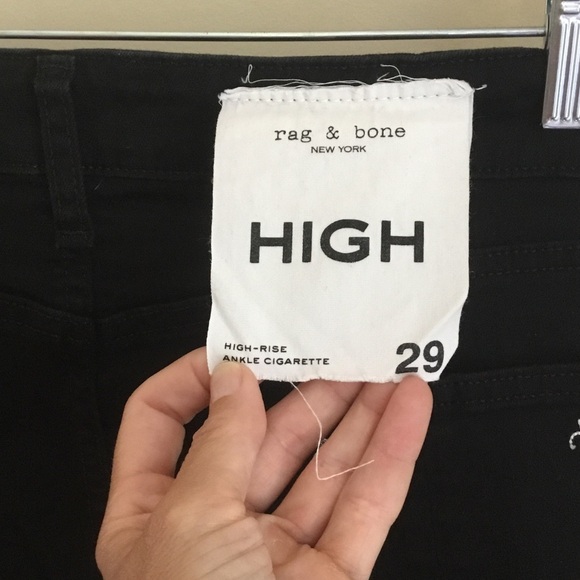 rag & bone
NEW YORK
HIGH
HIGH-RISE
ANKLE CIGARETTE
29